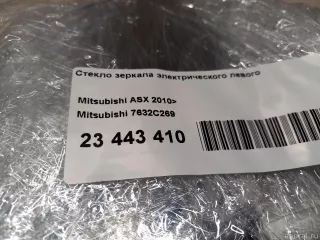 Стекло зеркала электрического левого
Mitsubishi ASX 2010>
Mitsubishi 7632C269
23 443 410